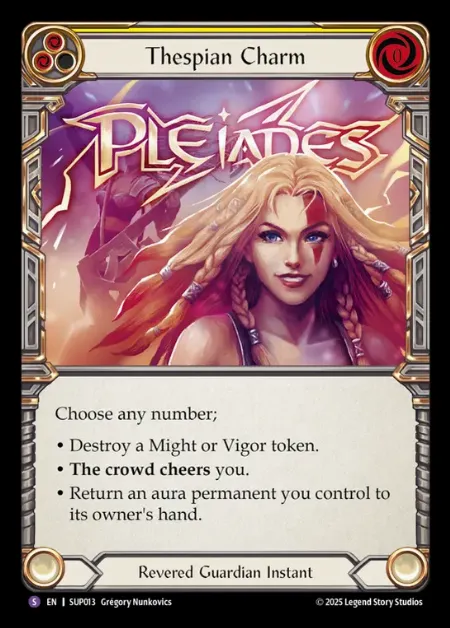 Thespian Charm
0
PLEIADES
Choose any number;
• Destroy a Might or Vigor token.
• The crowd cheers you.
• Return an aura permanent you control to
its owner's hand.
Revered Guardian Instant
S EN | SUP013 Grégory Nunkovics © 2025 Legend Story Studios